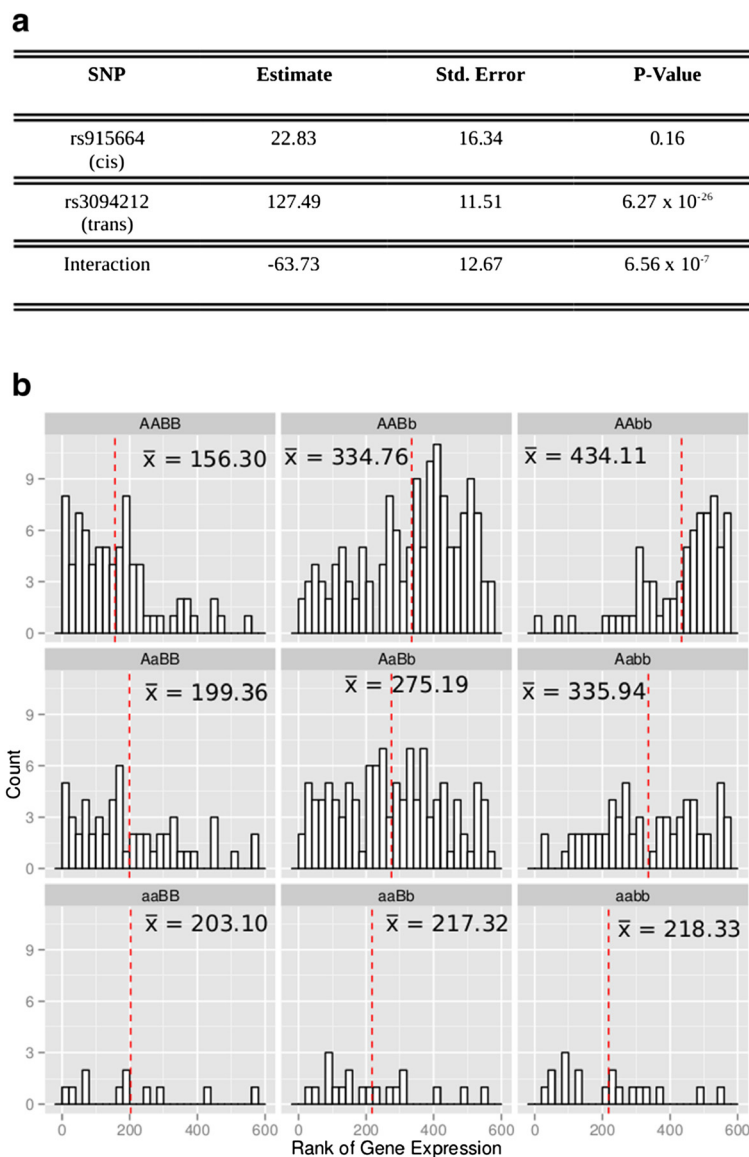 a
SNP Estimate Std. Error P-Value
rs915664 22.83 16.34 0.16
(cis)
rs3094212 127.49 11.51 6.27 x 10-26
(trans)
Interaction -63.73 12.67 6.56 x 10-7
b
AABB AABb AAbb
x̅ = 156.30 x̅ = 334.76 x̅ = 434.11
9
6
3
0
AaBB AaBb Aabb
x̅ = 199.36 x̅ = 275.19 x̅ = 335.94
9
6
3
0
Count
aaBB aaBb aabb
x̅ = 203.10 x̅ = 217.32 x̅ = 218.33
9
6
3
0
0 200 400 600 0 200 400 600 0 200 400 600
Rank of Gene Expression